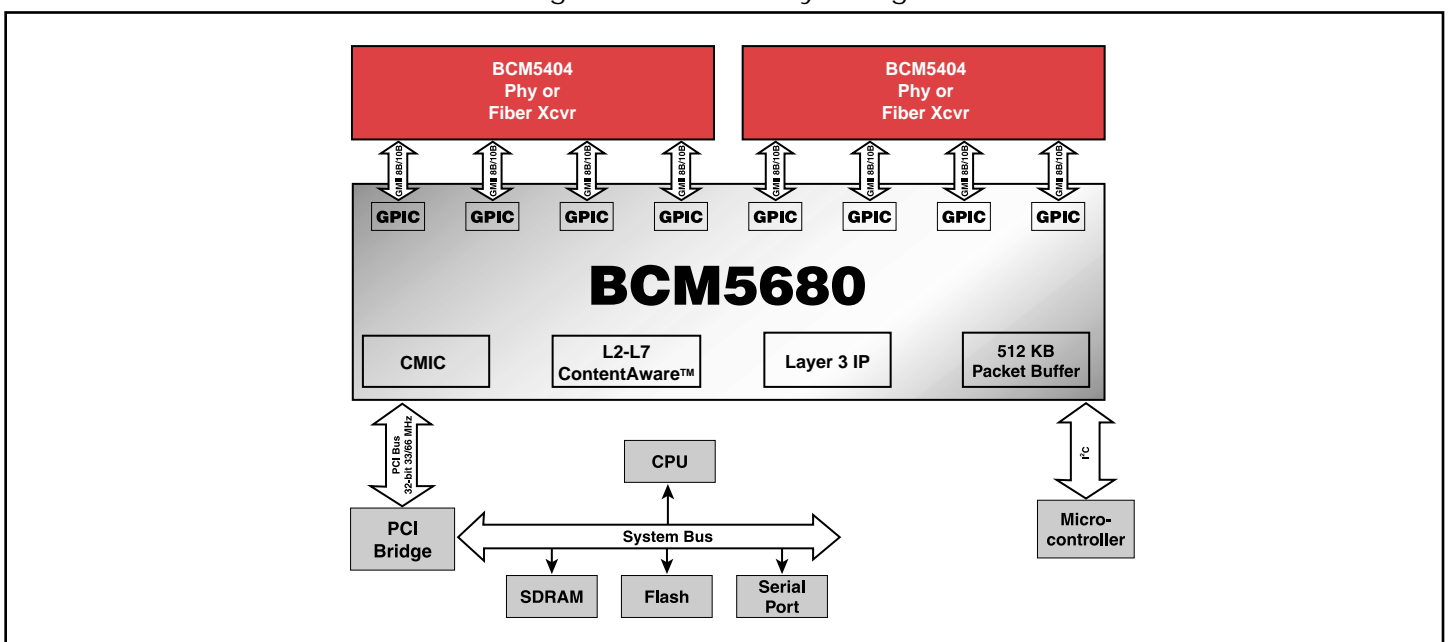 BCM5404
Phy or
Fiber Xcvr
BCM5404
Phy or
Fiber Xcvr
GMII 8B/10B
GMII 8B/10B
GMII 8B/10B
GMII 8B/10B
GMII 8B/10B
GMII 8B/10B
GMII 8B/10B
GMII 8B/10B
GPIC
GPIC
GPIC
GPIC
GPIC
GPIC
GPIC
GPIC
BCM5680
CMIC
L2-L7
ContentAware™
Layer 3 IP
512 KB
Packet Buffer
PCI Bus
32-bit 33/66 MHz
I²C
CPU
PCI
Bridge
System Bus
Micro-
controller
SDRAM
Flash
Serial
Port